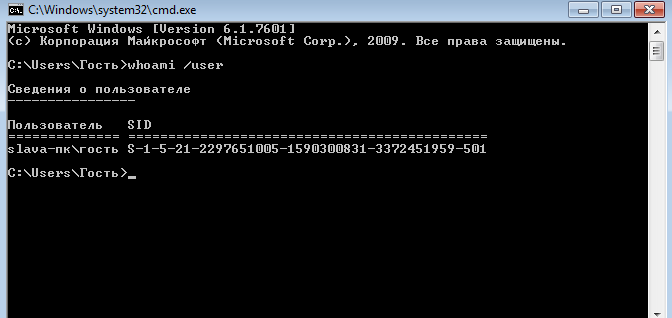 C:\Windows\system32\cmd.exe
Microsoft Windows [Version 6.1.7601]
(c) Корпорация Майкрософт (Microsoft Corp.), 2009. Все права защищены.
C:\Users\Гость>whoami /user
Сведения о пользователе
----------------
Пользователь SID
============== =============================================
slava-пк\гость S-1-5-21-2297651005-1590300831-3372451959-501
C:\Users\Гость>_